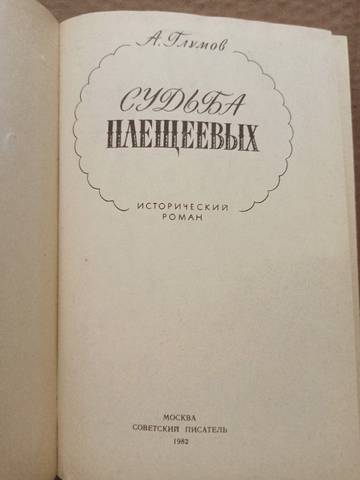 А. Глумов
СУДЬБА
ПЛЕЩЕЕВЫХ
ИСТОРИЧЕСКИЙ
РОМАН
МОСКВА
СОВЕТСКИЙ ПИСАТЕЛЬ
1982